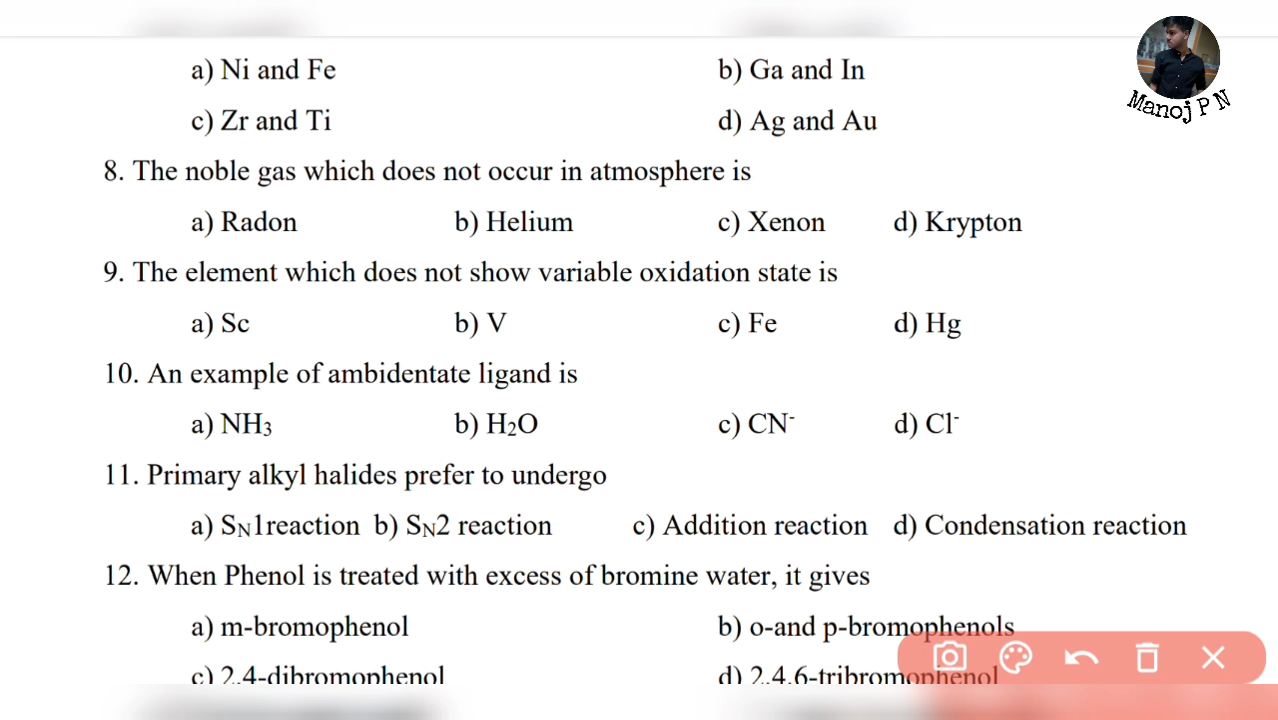 a) Ni and Fe b) Ga and In
c) Zr and Ti d) Ag and Au
8. The noble gas which does not occur in atmosphere is
a) Radon b) Helium c) Xenon d) Krypton
9. The element which does not show variable oxidation state is
a) Sc b) V c) Fe d) Hg
10. An example of ambidentate ligand is
a) NH₃ b) H₂O c) CN⁻ d) Cl⁻
11. Primary alkyl halides prefer to undergo
a) SN1reaction b) SN2 reaction c) Addition reaction d) Condensation reaction
12. When Phenol is treated with excess of bromine water, it gives
a) m-bromophenol b) o-and p-bromophenols
c) 2,4-dibromophenol d) 2,4,6-tribromophenol
Manoj P N